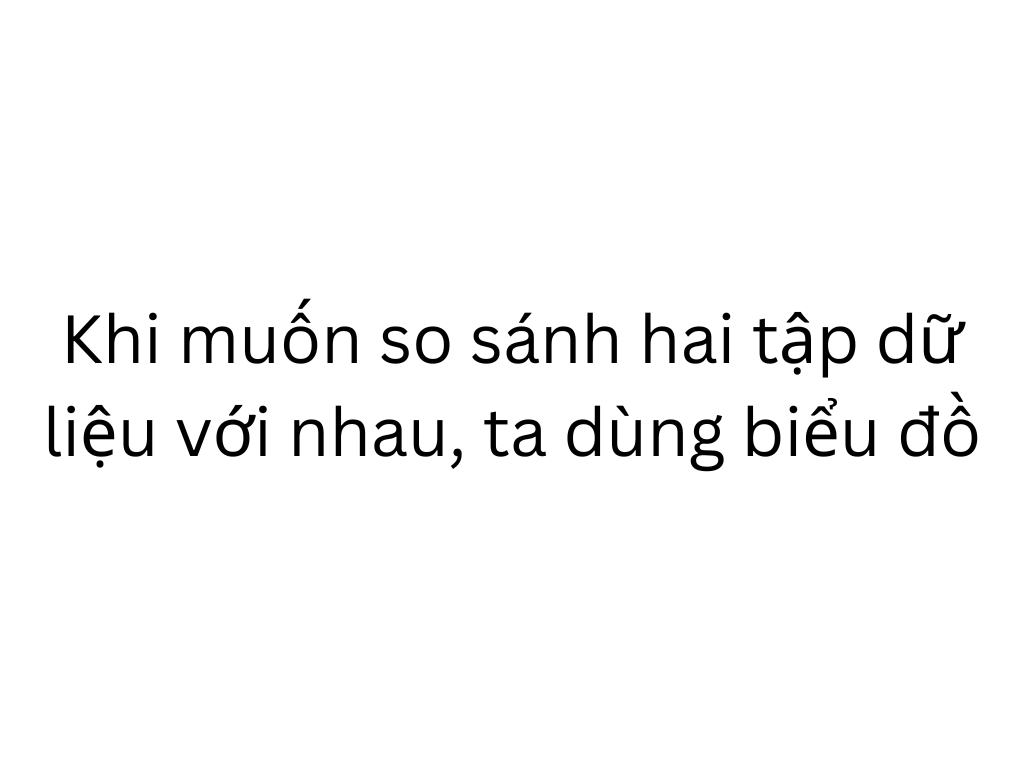 Khi muốn so sánh hai tập dữ
liệu với nhau, ta dùng biểu đồ